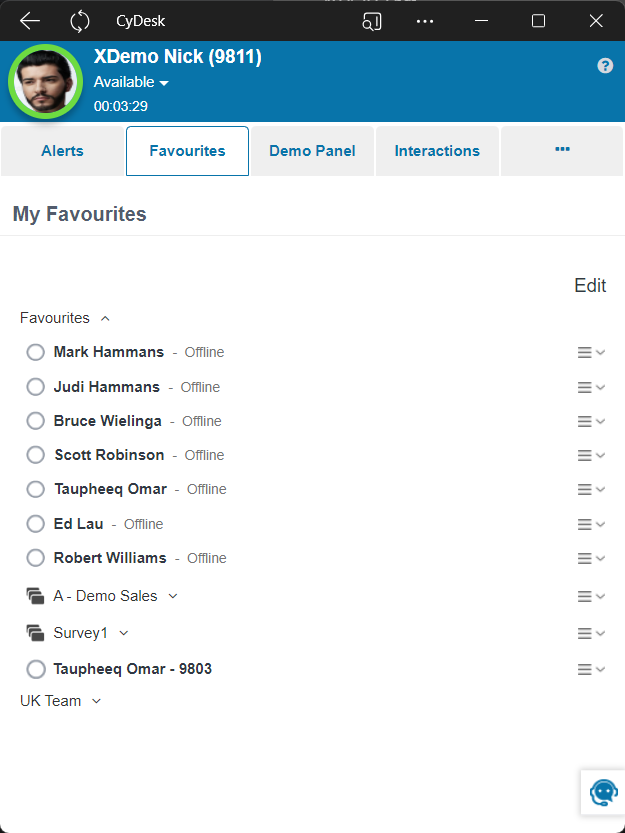 CyDesk
XDemo Nick (9811)
Available
00:03:29
Alerts
Favourites
Demo Panel
Interactions
My Favourites
Edit
Favourites
Mark Hammans - Offline
Judi Hammans - Offline
Bruce Wielinga - Offline
Scott Robinson - Offline
Taupheeq Omar - Offline
Ed Lau - Offline
Robert Williams - Offline
A - Demo Sales
Survey1
Taupheeq Omar - 9803
UK Team